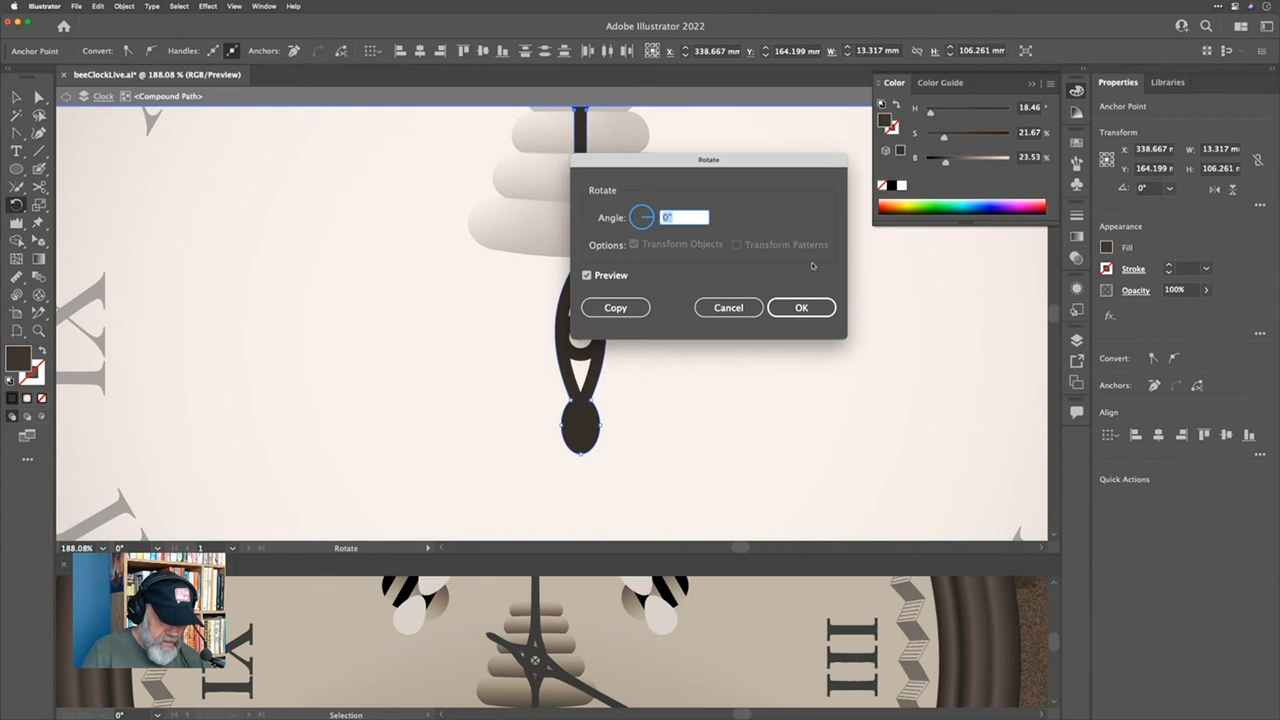 Illustrator File Edit Object Type Select Effect View Window Help
Adobe Illustrator 2022
Anchor Point Convert: Handles: Anchors: X: 338.667 mm Y: 164.199 mm W: 13.317 mm H: 106.261 mm
beeClockLive.ai* @ 188.08 % (RGB/Preview)
Clock <Compound Path>
Color Color Guide
H 18.46 °
S 21.67 %
B 23.53 %
Properties Libraries
Anchor Point
Transform
X: 338.667 m W: 13.317 mm
Y: 164.199 m H: 106.261 m
0°
Appearance
Fill
Stroke
Opacity 100%
fx.
Convert:
Anchors:
Align
Quick Actions
Rotate
Rotate
Angle: 0°
Options: Transform Objects Transform Patterns
Preview
Copy Cancel OK
188.08% 0° 1 Rotate
III
0° Selection